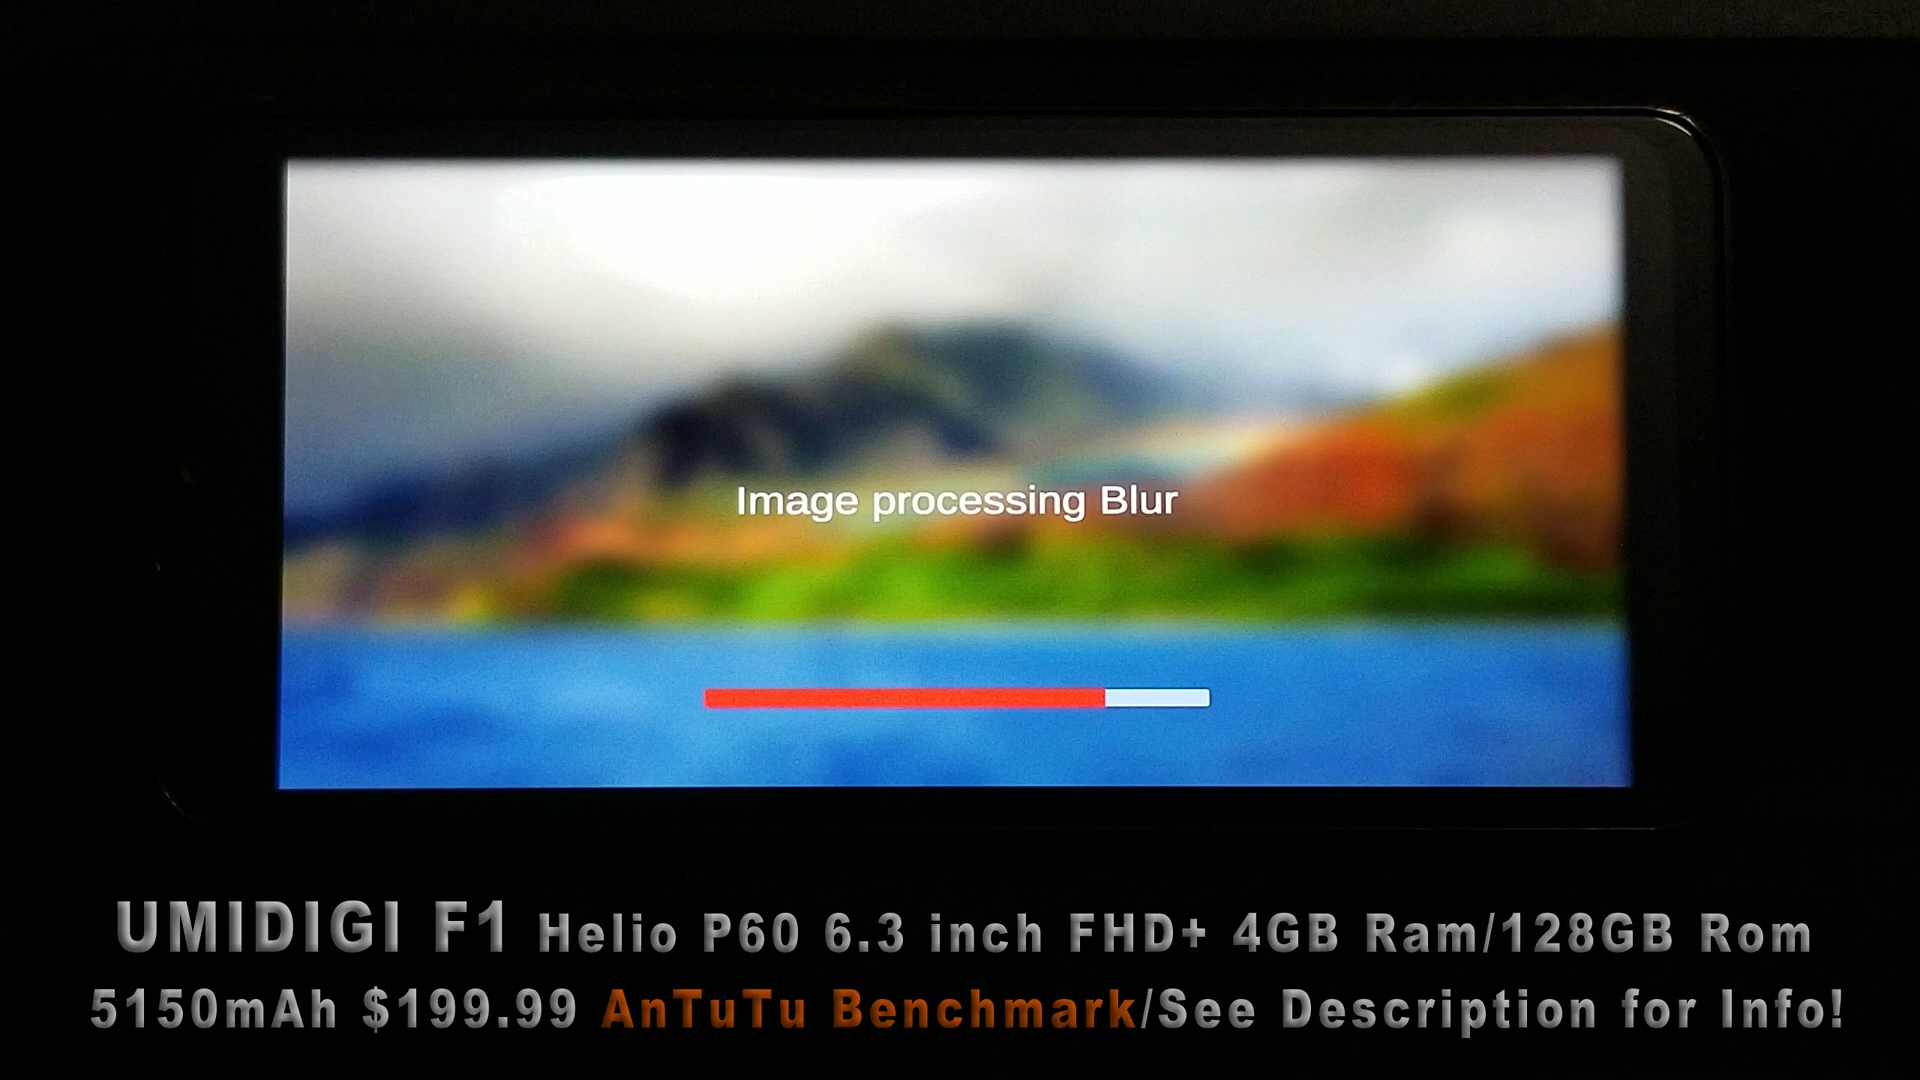 Image processing Blur
UMIDIGI F1 Helio P60 6.3 inch FHD+ 4GB Ram/128GB Rom
5150mAh $199.99 AnTuTu Benchmark/See Description for Info!